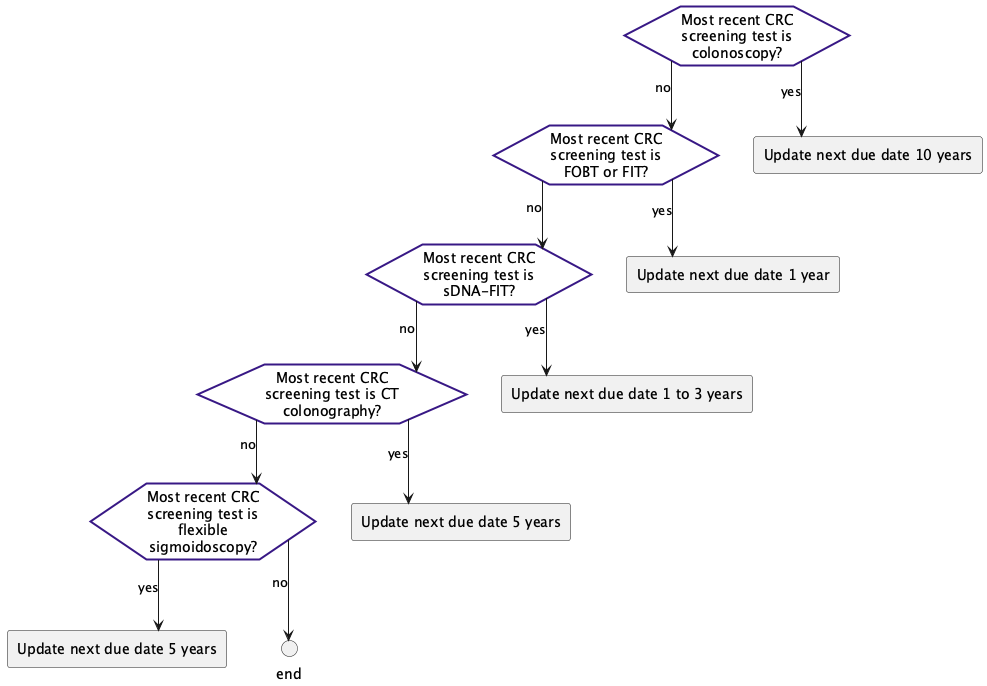 Most recent CRC
screening test is
colonoscopy?
no
yes
Most recent CRC
screening test is
FOBT or FIT?
Update next due date 10 years
no
yes
Most recent CRC
screening test is
sDNA-FIT?
Update next due date 1 year
no
yes
Most recent CRC
screening test is CT
colonography?
Update next due date 1 to 3 years
no
yes
Most recent CRC
screening test is
flexible
sigmoidoscopy?
Update next due date 5 years
yes
no
Update next due date 5 years
end